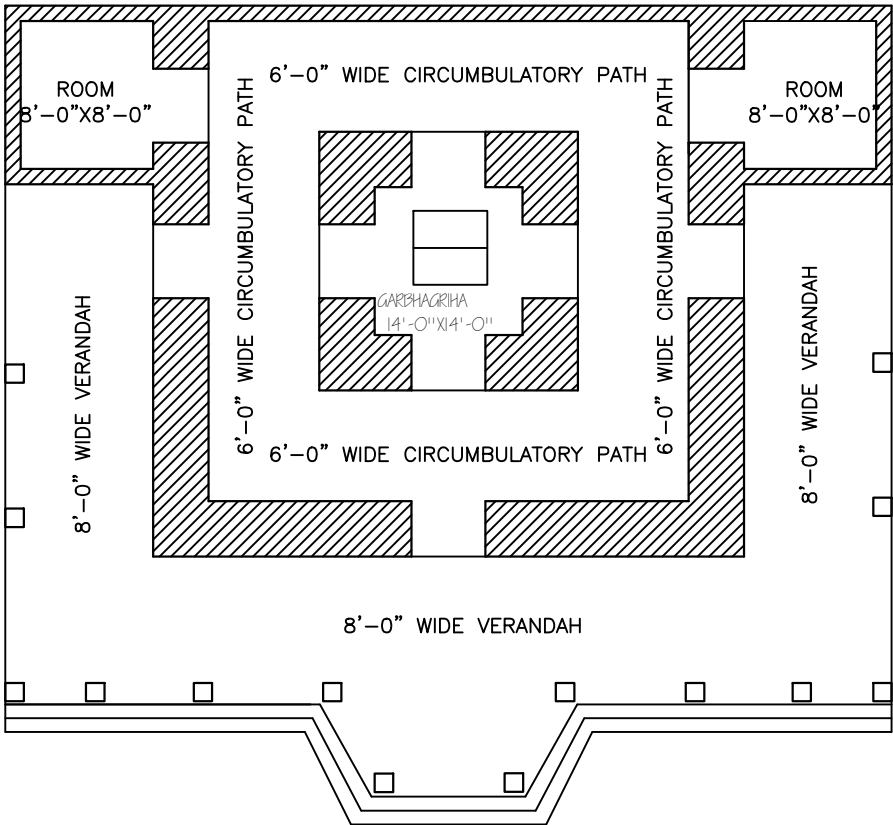 ROOM
8'-0"X8'-0"
6'-0" WIDE CIRCUMBULATORY PATH
ROOM
8'-0"X8'-0"
6'-0" WIDE CIRCUMBULATORY PATH
6'-0" WIDE CIRCUMBULATORY PATH
GARBHAGRIHA
14'-0"X14'-0"
8'-0" WIDE VERANDAH
8'-0" WIDE VERANDAH
6'-0" WIDE CIRCUMBULATORY PATH
8'-0" WIDE VERANDAH